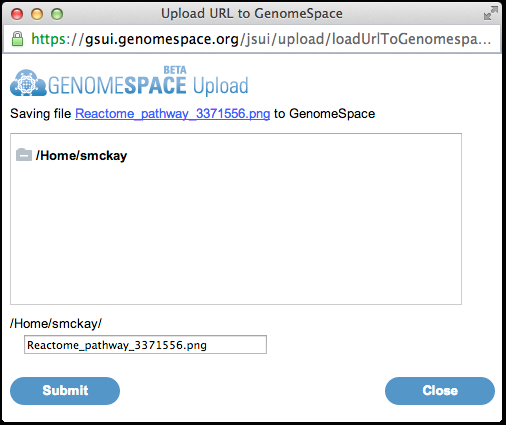 Upload URL to GenomeSpace
https://gsui.genomespace.org/jsui/upload/loadUrlToGenomespa...
BETA
GENOMESPACE Upload
Saving file Reactome_pathway_3371556.png to GenomeSpace
/Home/smckay
/Home/smckay/
Reactome_pathway_3371556.png
Submit Close